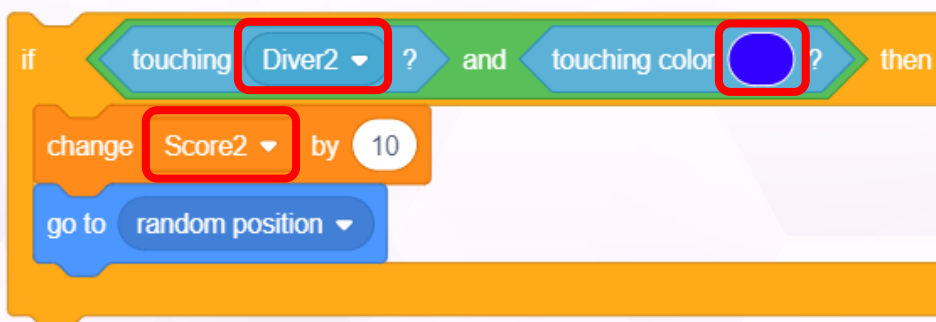 if touching Diver2 ? and touching color ? then
change Score2 by 10
go to random position